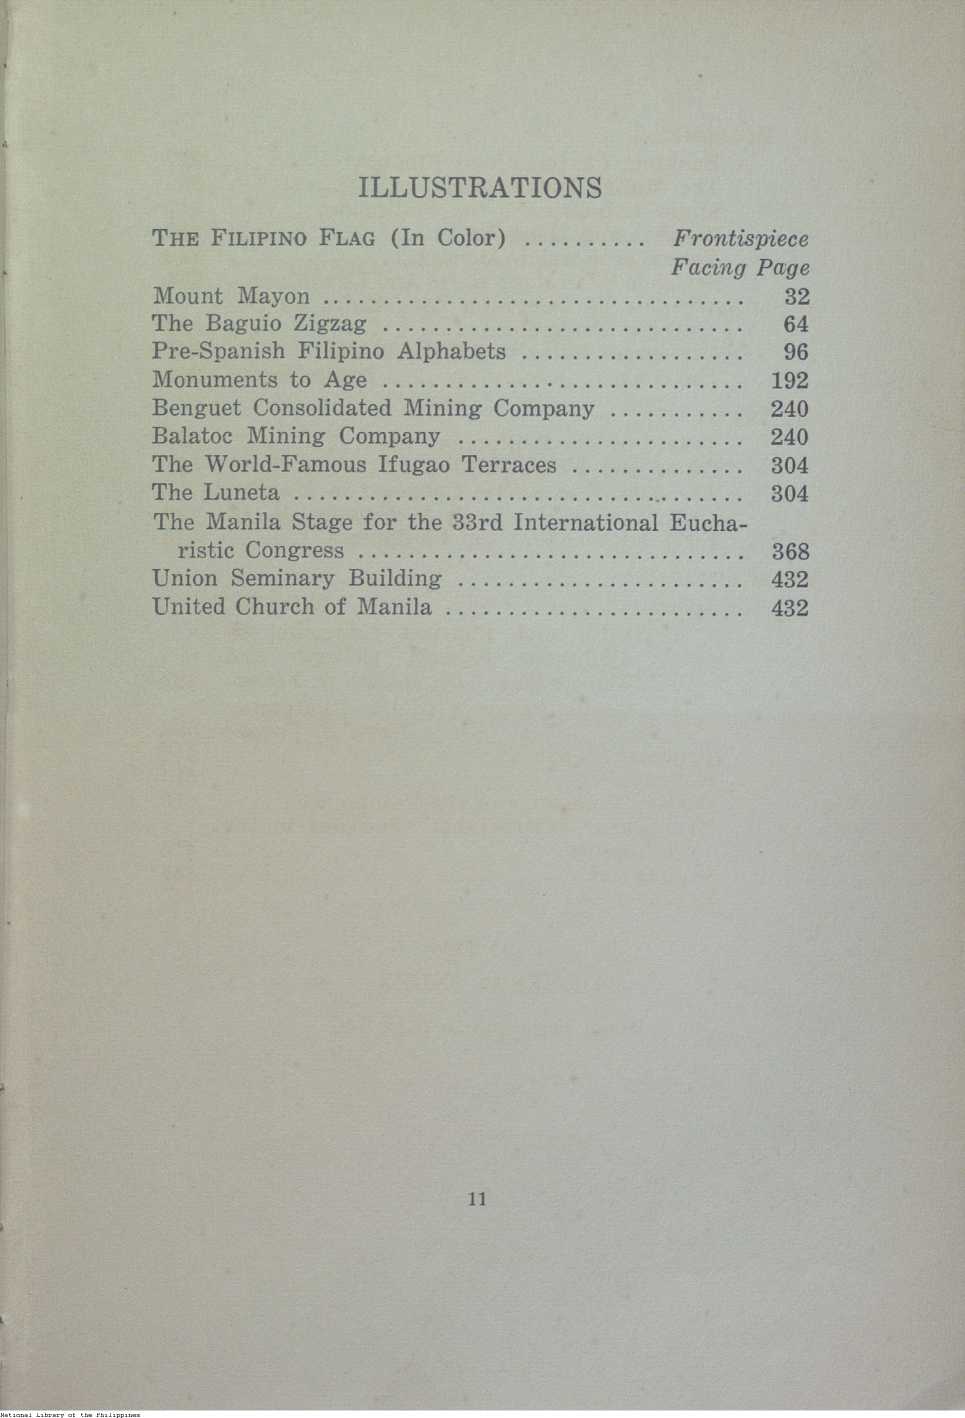 ILLUSTRATIONS
THE FILIPINO FLAG (In Color) .......... Frontispiece
Facing Page
Mount Mayon .................................. 32
The Baguio Zigzag ............................. 64
Pre-Spanish Filipino Alphabets .................. 96
Monuments to Age ............................. 192
Benguet Consolidated Mining Company ........... 240
Balatoc Mining Company ....................... 240
The World-Famous Ifugao Terraces .............. 304
The Luneta .................................... 304
The Manila Stage for the 33rd International Eucha-
ristic Congress ............................... 368
Union Seminary Building ....................... 432
United Church of Manila ........................ 432
11
National Library of the Philippines